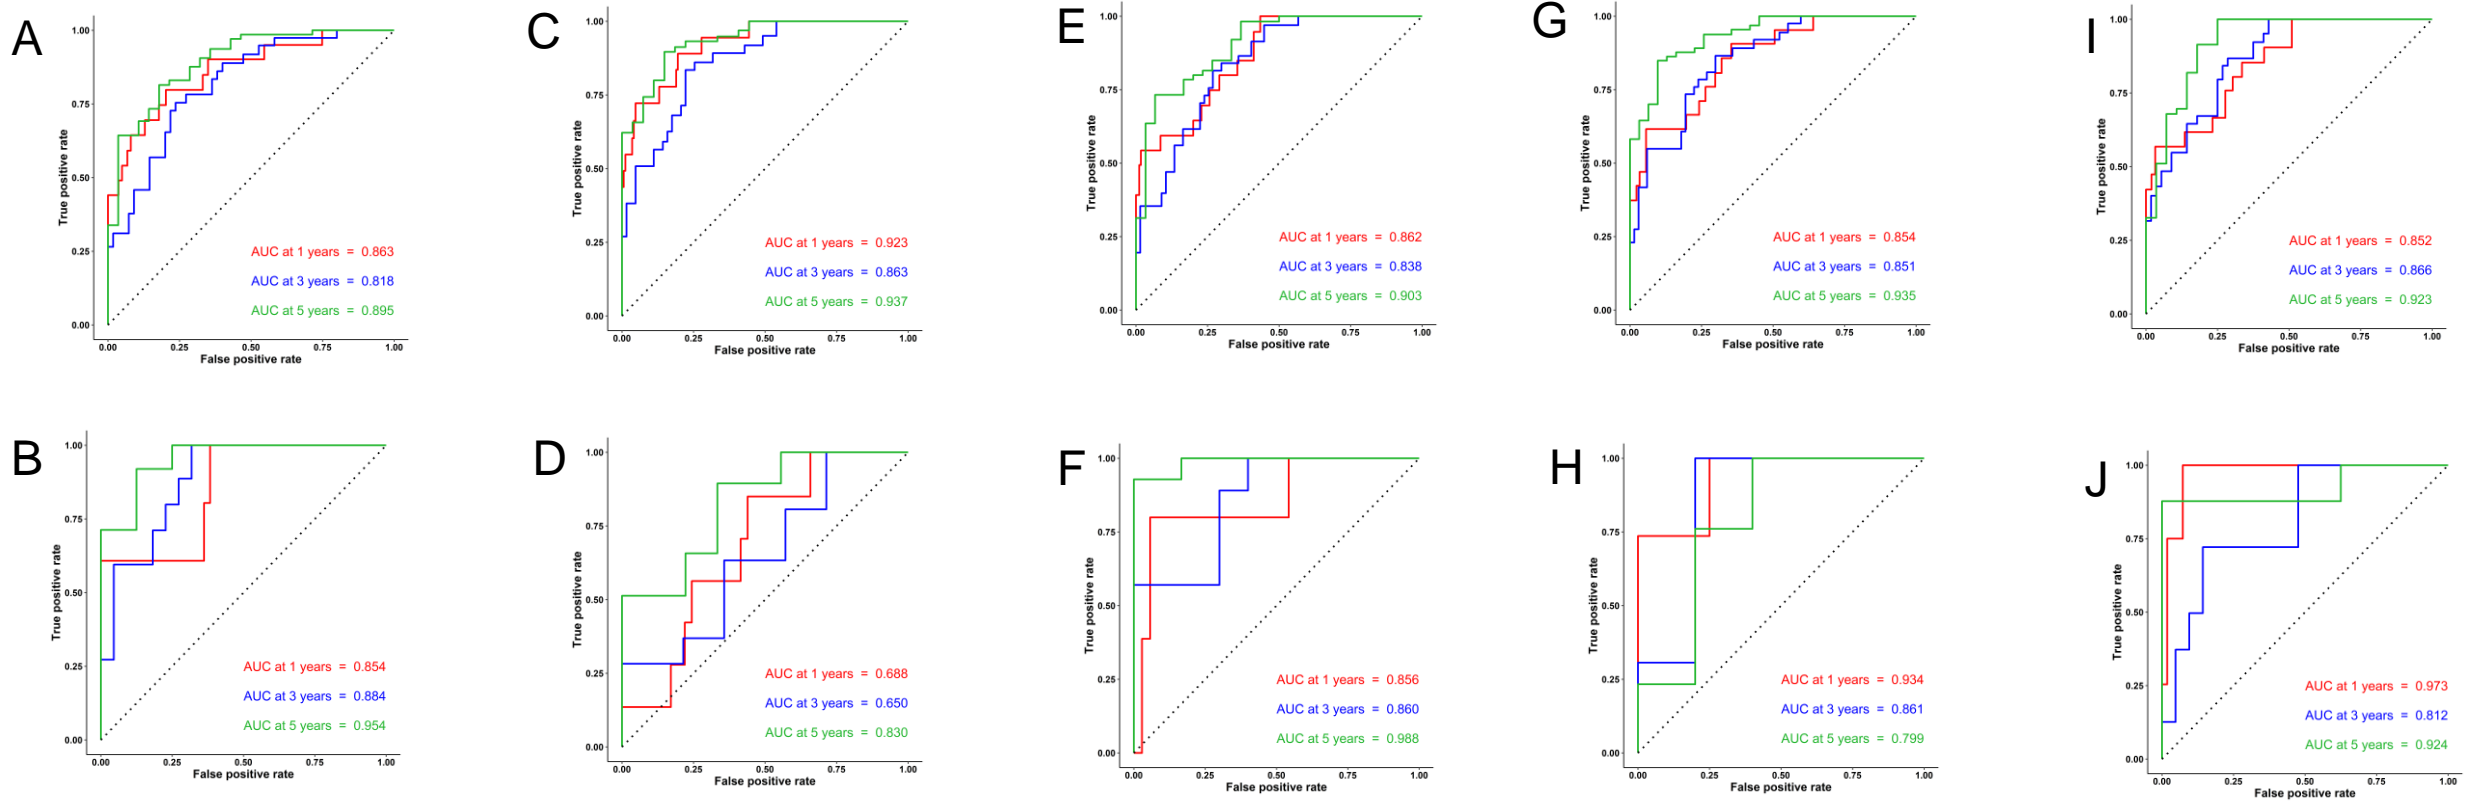 A
1.00
0.75
0.50
0.25
0.00
True positive rate
AUC at 1 years = 0.863
AUC at 3 years = 0.818
AUC at 5 years = 0.895
0.00 0.25 0.50 0.75 1.00
False positive rate
C
1.00
0.75
0.50
0.25
0.00
True positive rate
AUC at 1 years = 0.923
AUC at 3 years = 0.863
AUC at 5 years = 0.937
0.00 0.25 0.50 0.75 1.00
False positive rate
E
1.00
0.75
0.50
0.25
0.00
True positive rate
AUC at 1 years = 0.862
AUC at 3 years = 0.838
AUC at 5 years = 0.903
0.00 0.25 0.50 0.75 1.00
False positive rate
G
1.00
0.75
0.50
0.25
0.00
True positive rate
AUC at 1 years = 0.854
AUC at 3 years = 0.851
AUC at 5 years = 0.935
0.00 0.25 0.50 0.75 1.00
False positive rate
I
1.00
0.75
0.50
0.25
0.00
True positive rate
AUC at 1 years = 0.852
AUC at 3 years = 0.866
AUC at 5 years = 0.923
0.00 0.25 0.50 0.75 1.00
False positive rate
B
1.00
0.75
0.50
0.25
0.00
True positive rate
AUC at 1 years = 0.854
AUC at 3 years = 0.884
AUC at 5 years = 0.954
0.00 0.25 0.50 0.75 1.00
False positive rate
D
1.00
0.75
0.50
0.25
0.00
True positive rate
AUC at 1 years = 0.688
AUC at 3 years = 0.650
AUC at 5 years = 0.830
0.00 0.25 0.50 0.75 1.00
False positive rate
F
1.00
0.75
0.50
0.25
0.00
True positive rate
AUC at 1 years = 0.856
AUC at 3 years = 0.860
AUC at 5 years = 0.988
0.00 0.25 0.50 0.75 1.00
False positive rate
H
1.00
0.75
0.50
0.25
0.00
True positive rate
AUC at 1 years = 0.934
AUC at 3 years = 0.861
AUC at 5 years = 0.799
0.00 0.25 0.50 0.75 1.00
False positive rate
J
1.00
0.75
0.50
0.25
0.00
True positive rate
AUC at 1 years = 0.973
AUC at 3 years = 0.812
AUC at 5 years = 0.924
0.00 0.25 0.50 0.75 1.00
False positive rate